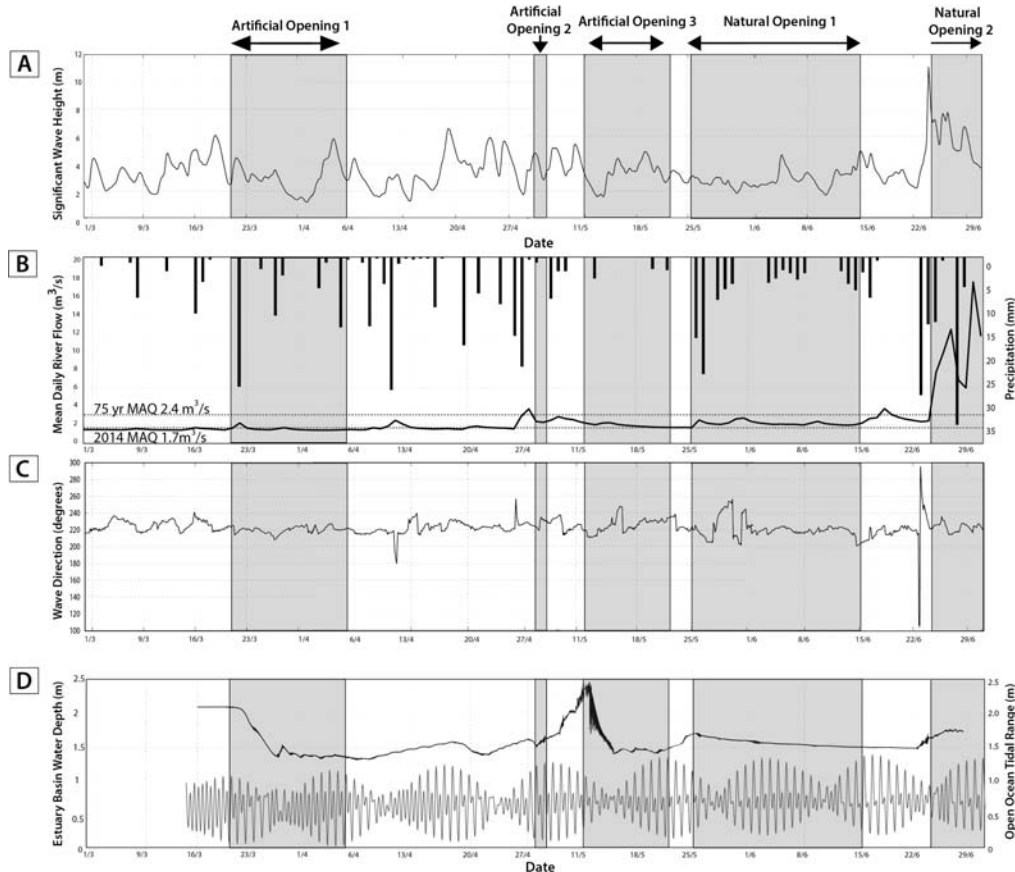 Artificial Opening 1
Artificial
Opening 2
Artificial Opening 3
Natural Opening 1
Natural
Opening 2
A
Significant Wave Height (m)
12
10
8
6
4
2
0
1/3 9/3 16/3 23/3 1/4 6/4 13/4 20/4 27/4 11/5 18/5 25/5 1/6 8/6 15/6 22/6 29/6
Date
B
Mean Daily River Flow (m³/s)
20
18
16
14
12
10
8
6
4
2
0
75 yr MAQ 2.4 m³/s
2014 MAQ 1.7m³/s
0
5
10
15
20
25
30
35
Precipitation (mm)
1/3 9/3 16/3 23/3 1/4 6/4 13/4 20/4 27/4 11/5 18/5 25/5 1/6 8/6 15/6 22/6 29/6
C
Wave Direction (degrees)
300
280
260
240
220
200
180
160
140
120
100
1/3 9/3 16/3 23/3 1/4 6/4 13/4 20/4 27/4 11/5 18/5 25/5 1/6 8/6 15/6 22/6 29/6
D
Estuary Basin Water Depth (m)
2.5
2
1.5
1
0.5
0
2.5
2.0
1.5
1.0
0.5
0
Open Ocean Tidal Range (m)
1/3 9/3 16/3 23/3 1/4 6/4 13/4 20/4 27/4 11/5 18/5 25/5 1/6 8/6 15/6 22/6 29/6
Date